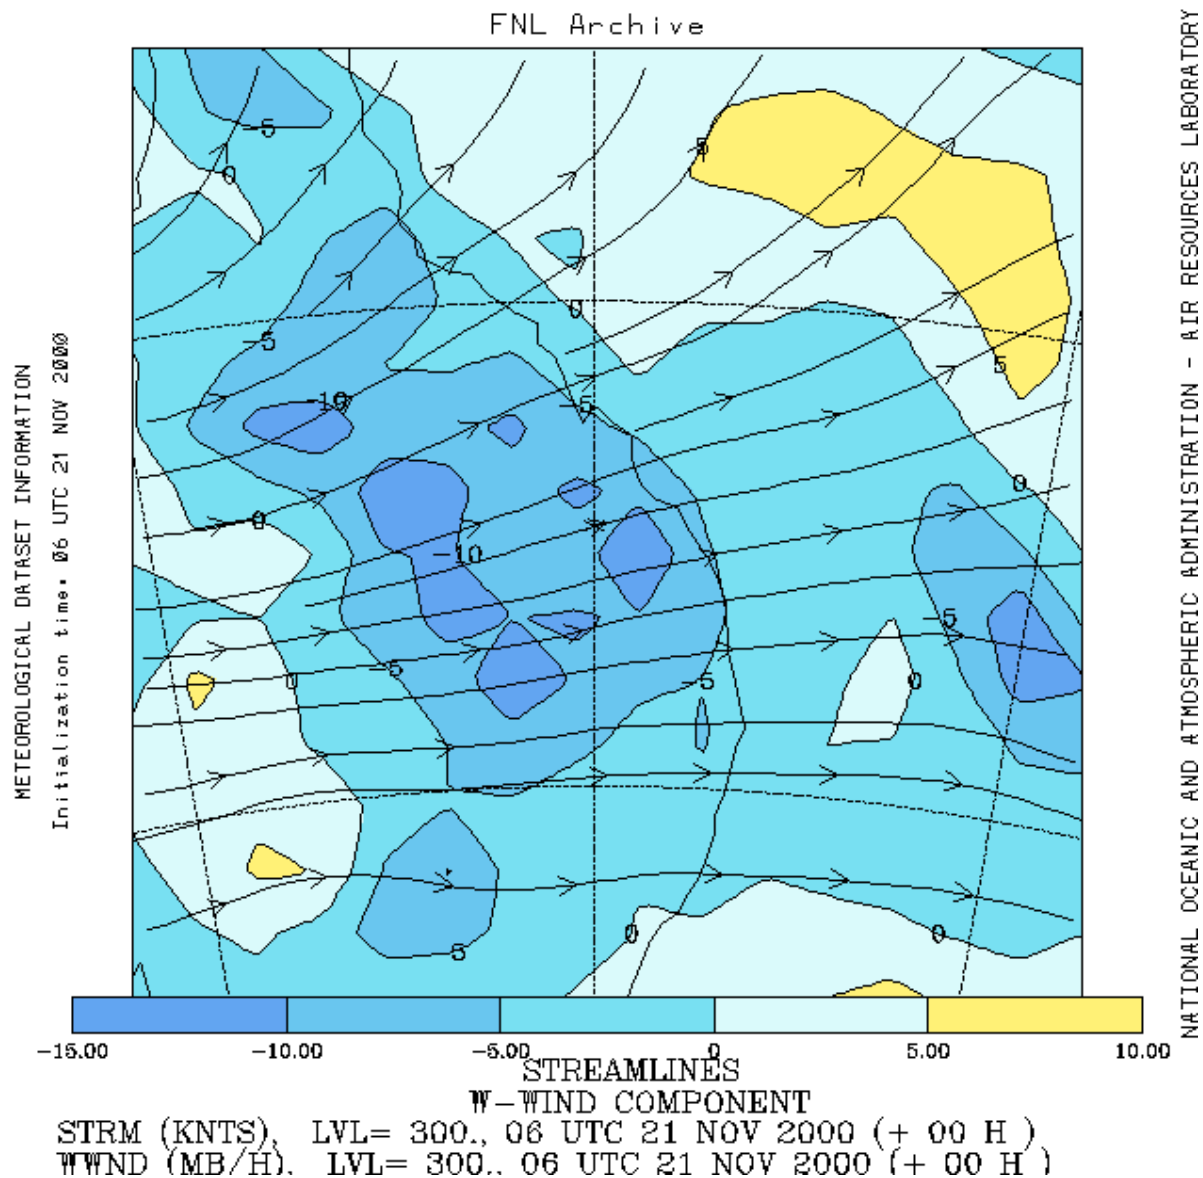 FNL Archive
NATIONAL OCEANIC AND ATMOSPHERIC ADMINISTRATION - AIR RESOURCES LABORATORY
METEOROLOGICAL DATASET INFORMATION
Initialization time: 06 UTC 21 NOV 2000
-5
0
5
0
-5
5
-10
-5
0
0
-10
-5
-5
0
-5
0
0
0
5
-15.00 -10.00 -5.00 0 5.00 10.00
STREAMLINES
W-WIND COMPONENT
STRM (KNTS), LVL= 300., 06 UTC 21 NOV 2000 (+ 00 H )
WWND (MB/H), LVL= 300., 06 UTC 21 NOV 2000 (+ 00 H )